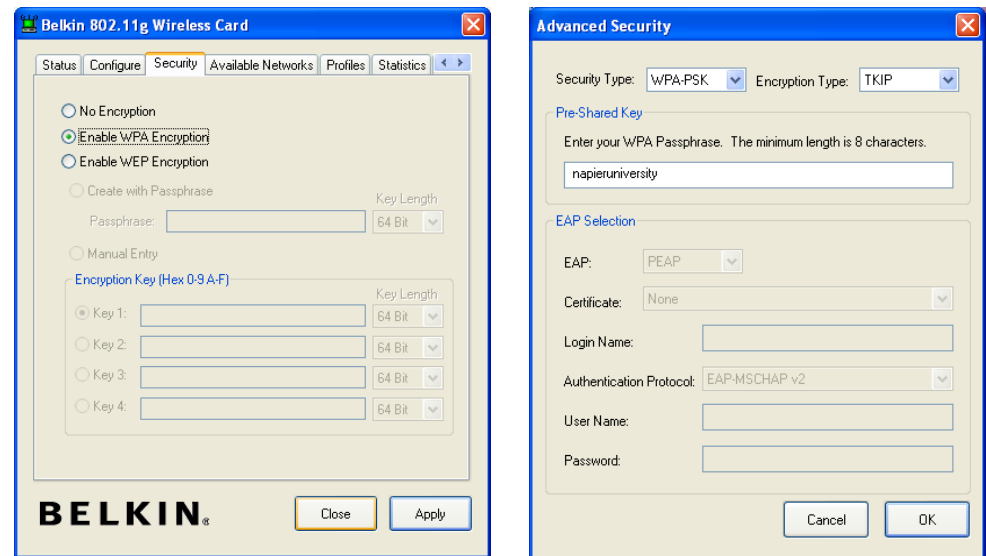 Belkin 802.11g Wireless Card
Status Configure Security Available Networks Profiles Statistics
No Encryption
Enable WPA Encryption
Enable WEP Encryption
Create with Passphrase
Key Length
Passphrase: 64 Bit
Manual Entry
Encryption Key (Hex 0-9 A-F)
Key Length
Key 1: 64 Bit
Key 2: 64 Bit
Key 3: 64 Bit
Key 4: 64 Bit
BELKIN®
Close Apply
Advanced Security
Security Type: WPA-PSK Encryption Type: TKIP
Pre-Shared Key
Enter your WPA Passphrase. The minimum length is 8 characters.
napieruniversity
EAP Selection
EAP: PEAP
Certificate: None
Login Name:
Authentication Protocol: EAP-MSCHAP v2
User Name:
Password:
Cancel OK